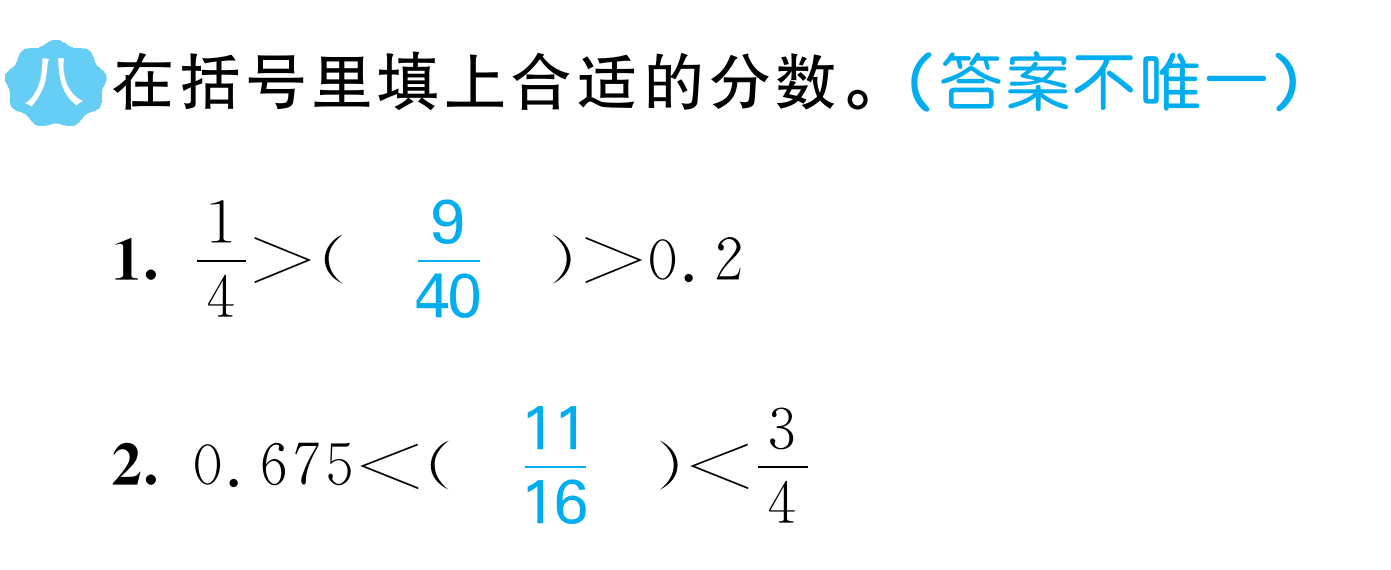 八 在括号里填上合适的分数。(答案不唯一)
1. 1/4>( 9/40 )>0.2
2. 0.675<( 11/16 )<3/4